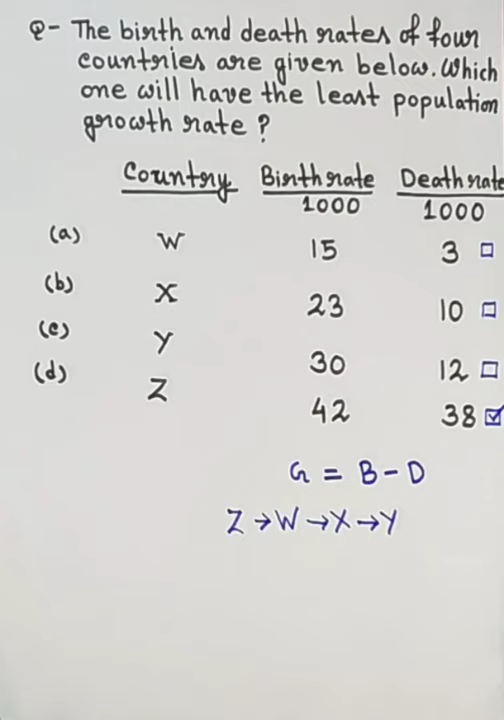 Q- The birth and death rates of four
countries are given below. Which
one will have the least population
growth rate ?
Country Birth rate Death rate
1000 1000
(a) W 15 3
(b) X 23 10
(c) Y 30 12
(d) Z 42 38
G = B - D
Z → W → X → Y